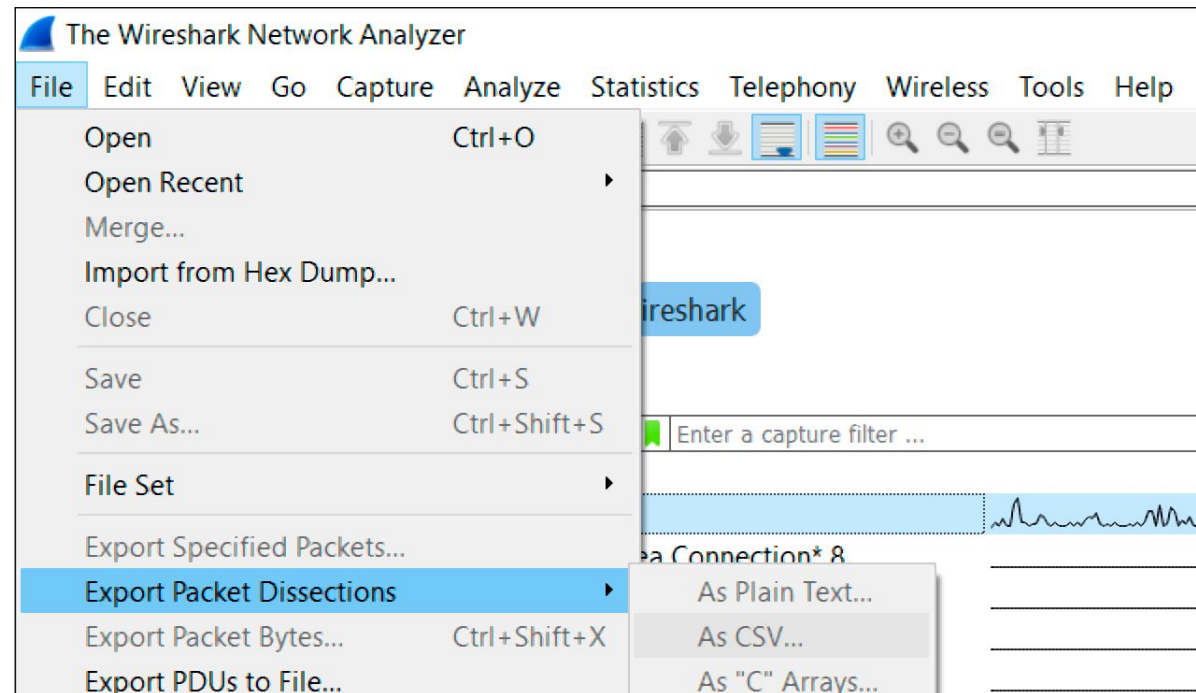 The Wireshark Network Analyzer
File Edit View Go Capture Analyze Statistics Telephony Wireless Tools Help
Open Ctrl+O
Open Recent
Merge...
Import from Hex Dump...
ireshark
Close Ctrl+W
Save Ctrl+S
Save As... Ctrl+Shift+S
Enter a capture filter ...
File Set
Export Specified Packets...
ea Connection* 8
Export Packet Dissections
As Plain Text...
Export Packet Bytes... Ctrl+Shift+X
As CSV...
Export PDUs to File...
As "C" Arrays...